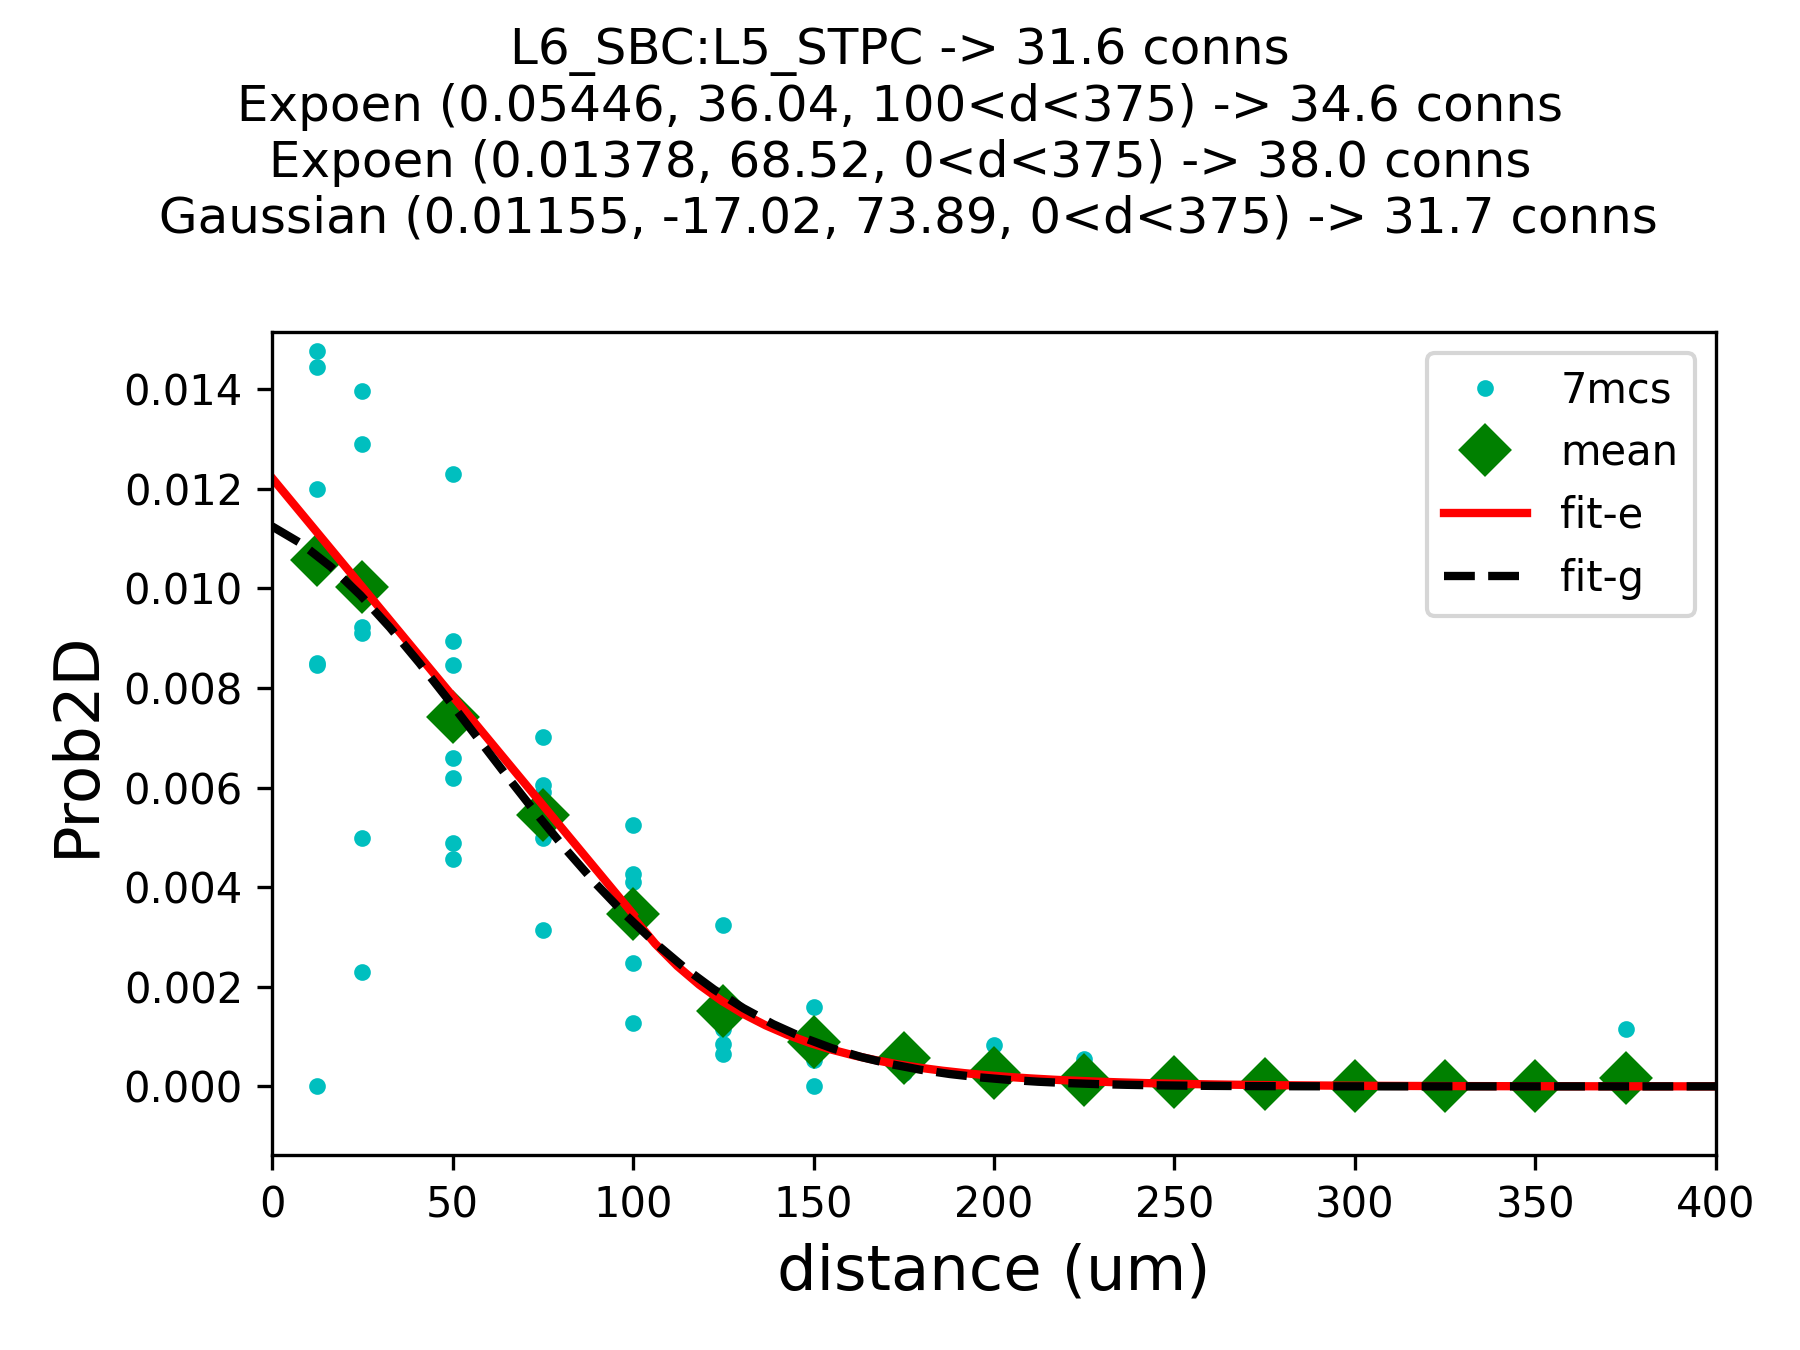 L6_SBC:L5_STPC -> 31.6 conns
Expoen (0.05446, 36.04, 100<d<375) -> 34.6 conns
Expoen (0.01378, 68.52, 0<d<375) -> 38.0 conns
Gaussian (0.01155, -17.02, 73.89, 0<d<375) -> 31.7 conns
7mcs
mean
fit-e
fit-g
Prob2D
0.014
0.012
0.010
0.008
0.006
0.004
0.002
0.000
0 50 100 150 200 250 300 350 400
distance (um)